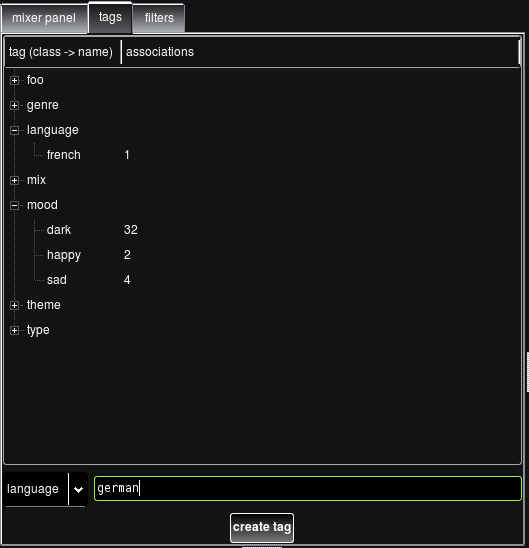 mixer panel tags filters
tag (class -> name) associations
foo
genre
language
french 1
mix
mood
dark 32
happy 2
sad 4
theme
type
language german
create tag